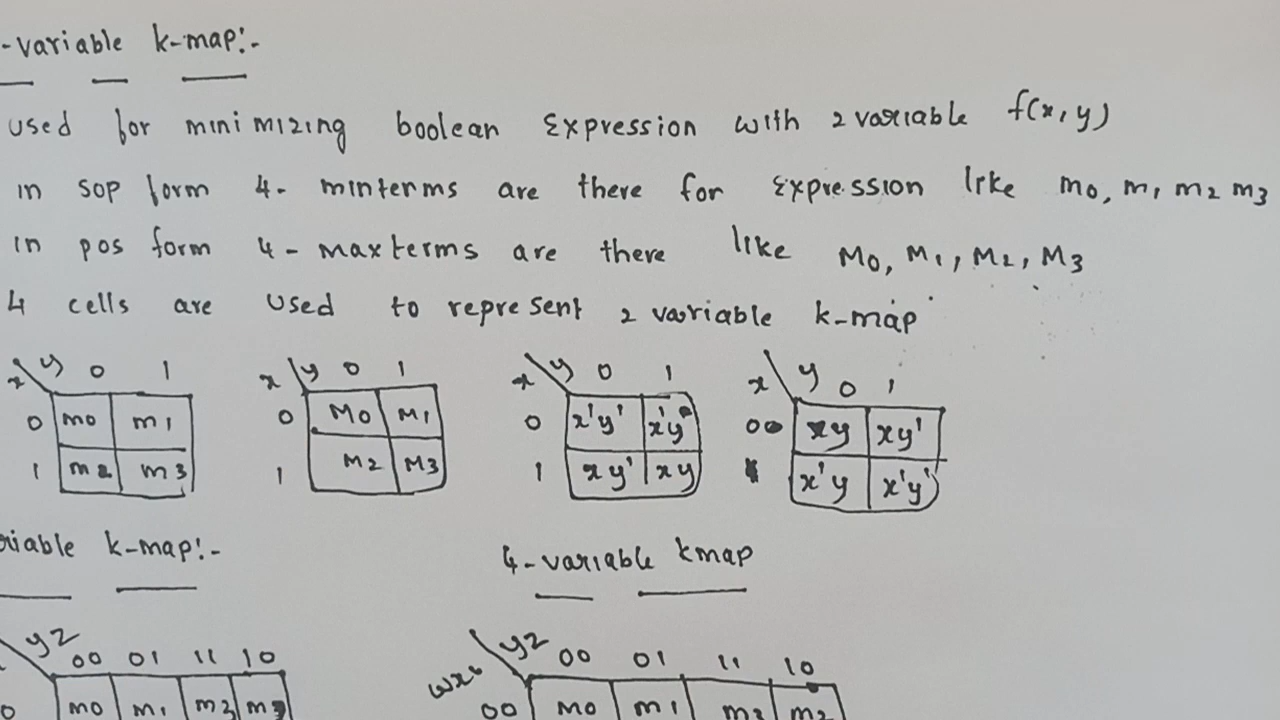 -variable k-map:-
used for minimizing boolean Expression with 2 variable f(x,y)
in sop form 4- minterms are there for Expression like m0, m1 m2 m3
in pos form 4- maxterms are there like M0, M1, M2, M3
4 cells are used to represent 2 variable k-map
x y 0 1 x y 0 1 x y 0 1 x y 0 1
0 m0 m1 0 M0 M1 0 x'y' x'y 0 xy xy'
1 m2 m3 1 M2 M3 1 xy' xy x'y x'y'
riable k-map:- 4-variable kmap
yz 00 01 11 10 wx yz 00 01 11 10
0 m0 m1 m3 00 m0 m1 m3 m2